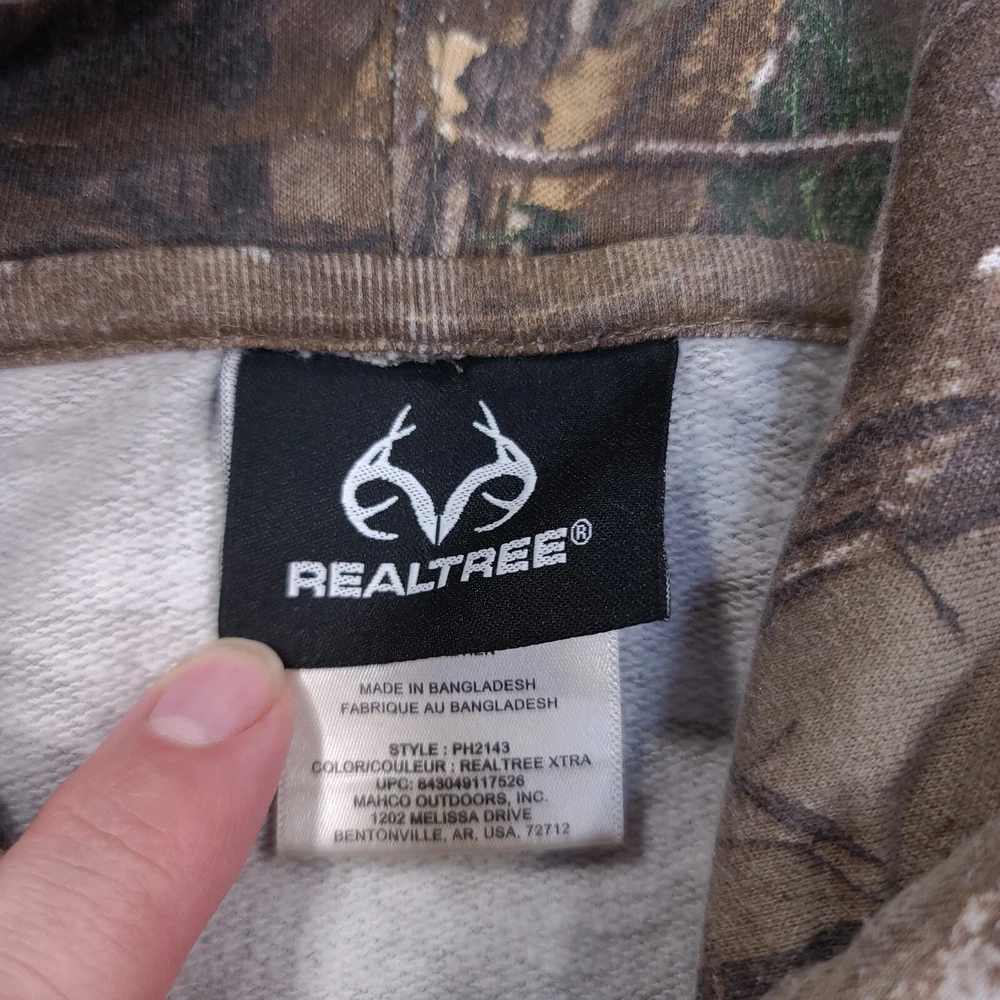 REALTREE®
MADE IN BANGLADESH
FABRIQUE AU BANGLADESH
STYLE : PH2143
COLOR/COULEUR : REALTREE XTRA
UPC: 843049117526
MAHCO OUTDOORS, INC.
1202 MELISSA DRIVE
BENTONVILLE, AR, USA, 72712